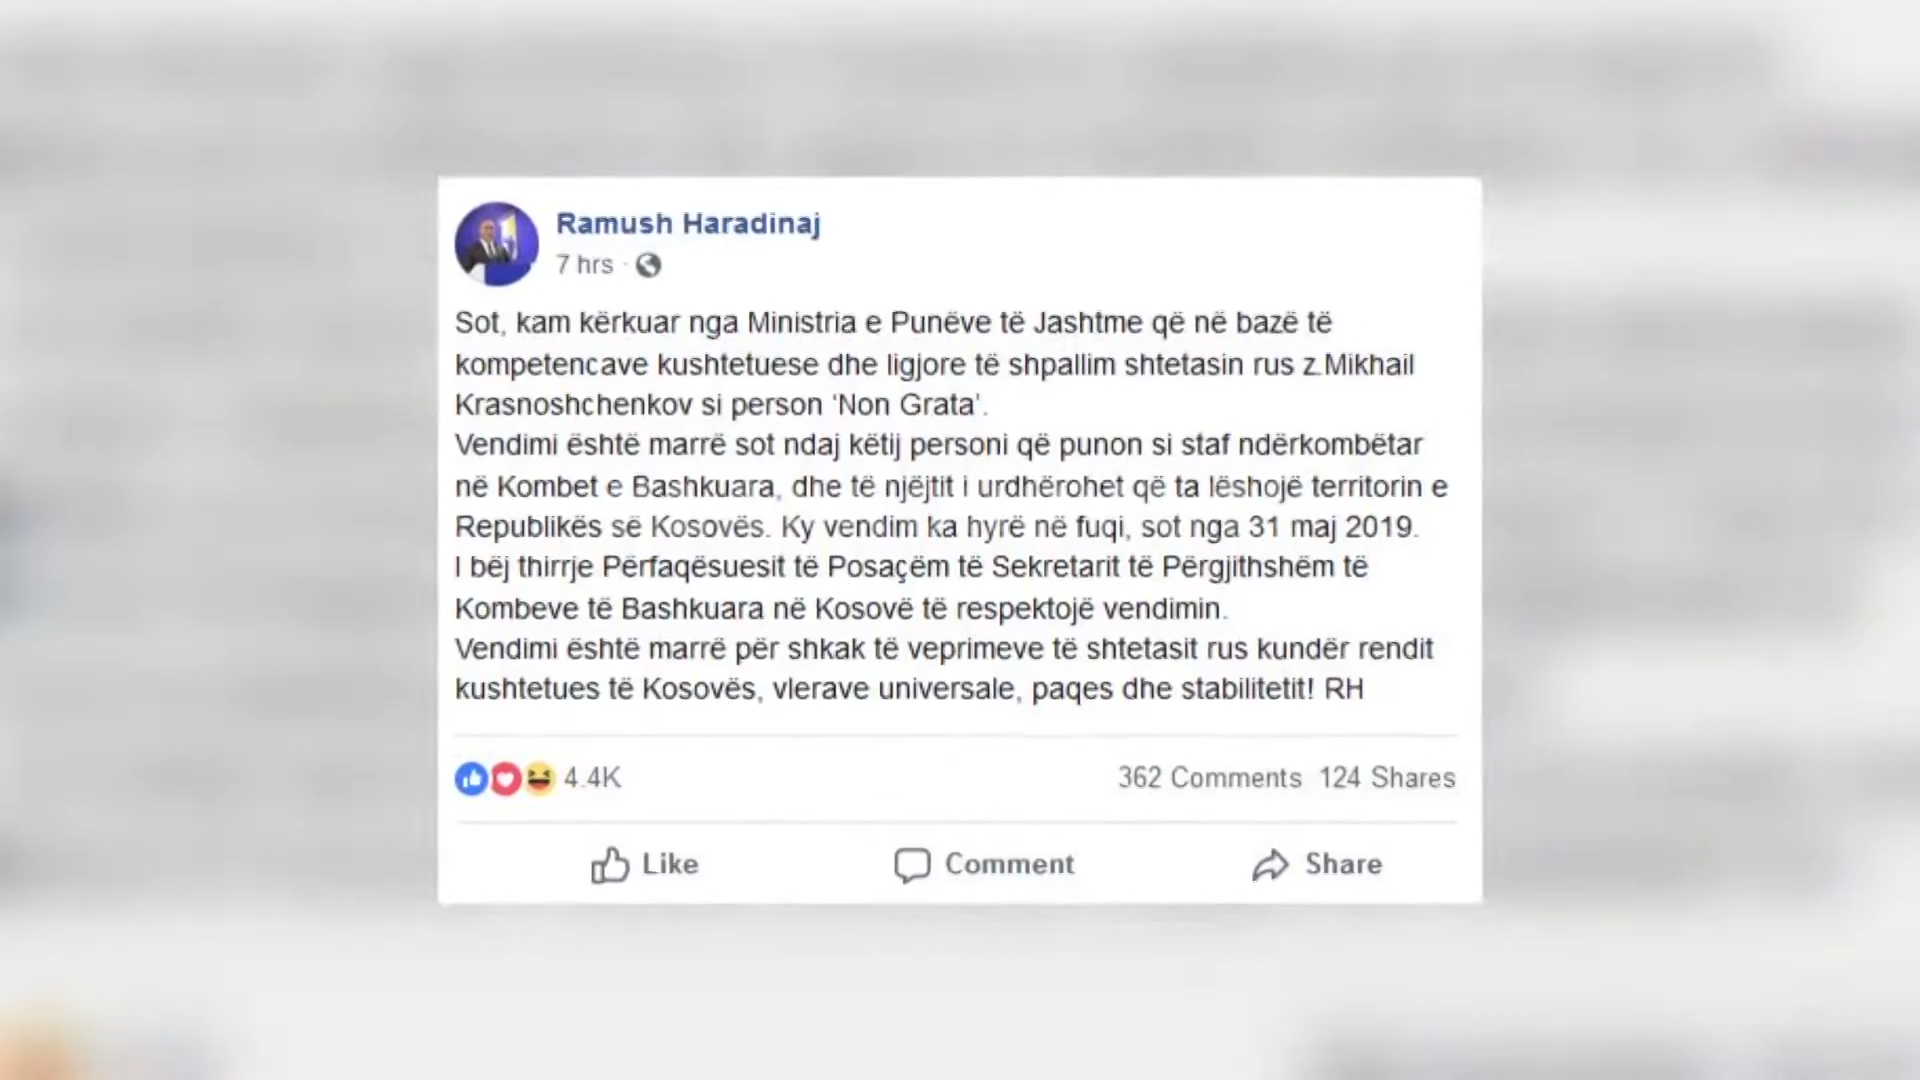 Ramush Haradinaj
7 hrs ·
Sot, kam kërkuar nga Ministria e Punëve të Jashtme që në bazë të
kompetencave kushtetuese dhe ligjore të shpallim shtetasin rus z.Mikhail
Krasnoshchenkov si person ‘Non Grata’.
Vendimi është marrë sot ndaj këtij personi që punon si staf ndërkombëtar
në Kombet e Bashkuara, dhe të njëjtit i urdhërohet që ta lëshojë territorin e
Republikës së Kosovës. Ky vendim ka hyrë në fuqi, sot nga 31 maj 2019.
I bëj thirrje Përfaqësuesit të Posaçëm të Sekretarit të Përgjithshëm të
Kombeve të Bashkuara në Kosovë të respektojë vendimin.
Vendimi është marrë për shkak të veprimeve të shtetasit rus kundër rendit
kushtetues të Kosovës, vlerave universale, paqes dhe stabilitetit! RH
4.4K 362 Comments 124 Shares
Like Comment Share